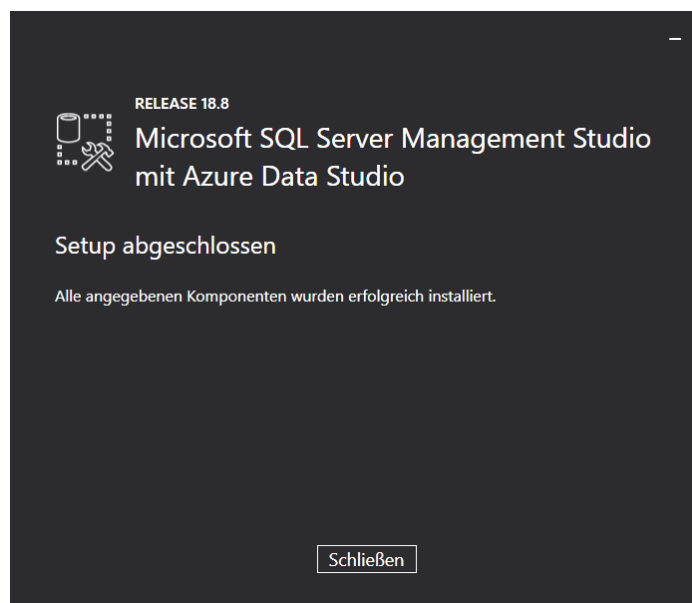 RELEASE 18.8
Microsoft SQL Server Management Studio
mit Azure Data Studio
Setup abgeschlossen
Alle angegebenen Komponenten wurden erfolgreich installiert.
Schließen